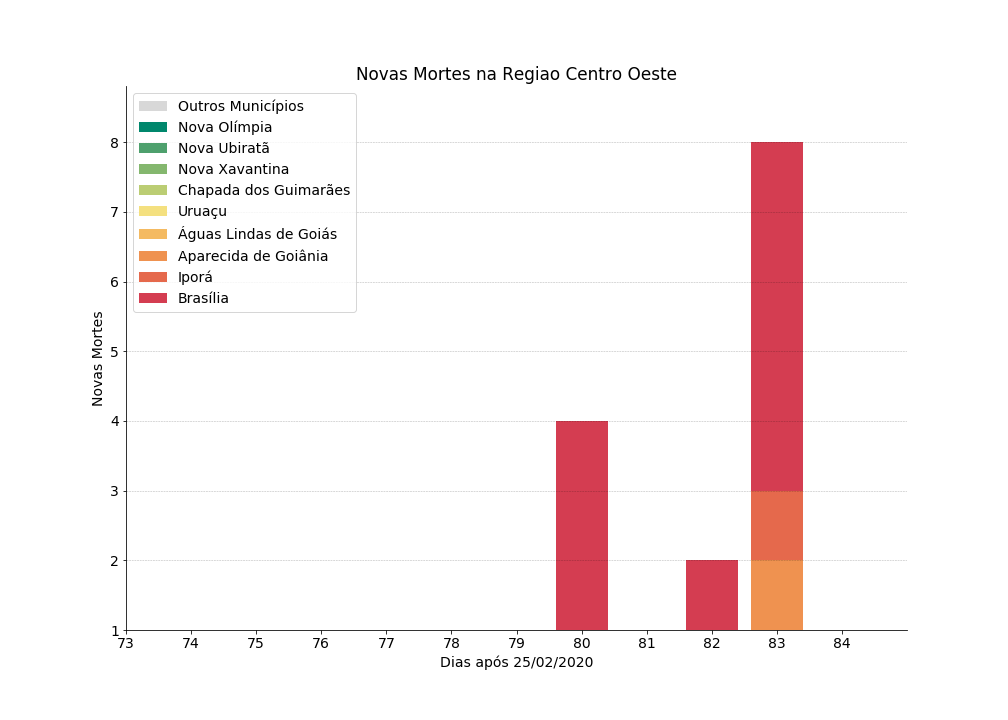 Novas Mortes na Regiao Centro Oeste
Outros Municípios
Nova Olímpia
Nova Ubiratã
Nova Xavantina
Chapada dos Guimarães
Uruaçu
Águas Lindas de Goiás
Aparecida de Goiânia
Iporá
Brasília
Novas Mortes
8
7
6
5
4
3
2
1
73 74 75 76 77 78 79 80 81 82 83 84
Dias após 25/02/2020